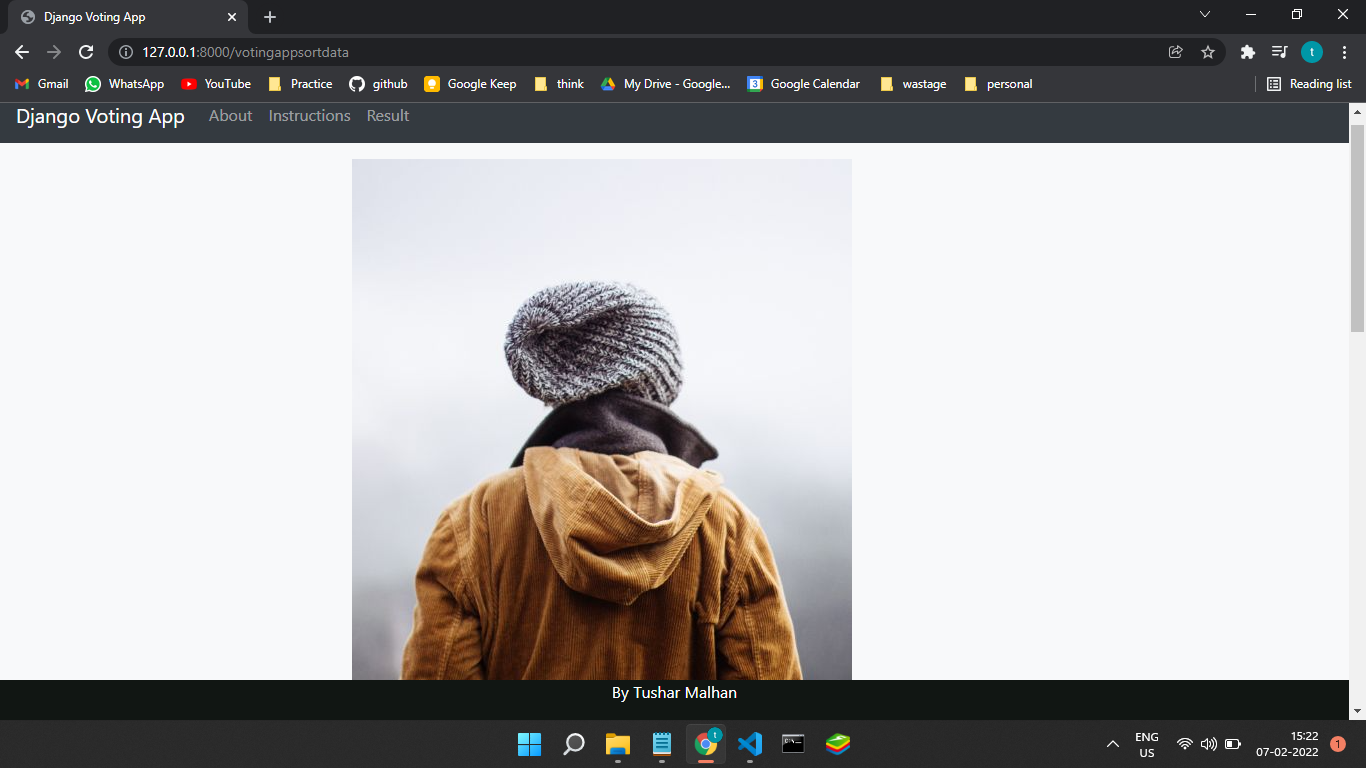 Django Voting App
127.0.0.1:8000/votingappsortdata
t
Gmail WhatsApp YouTube Practice github Google Keep think My Drive - Google... 3 Google Calendar wastage personal Reading list
Django Voting App About Instructions Result
By Tushar Malhan
t
ENG 15:22
US 07-02-2022 1